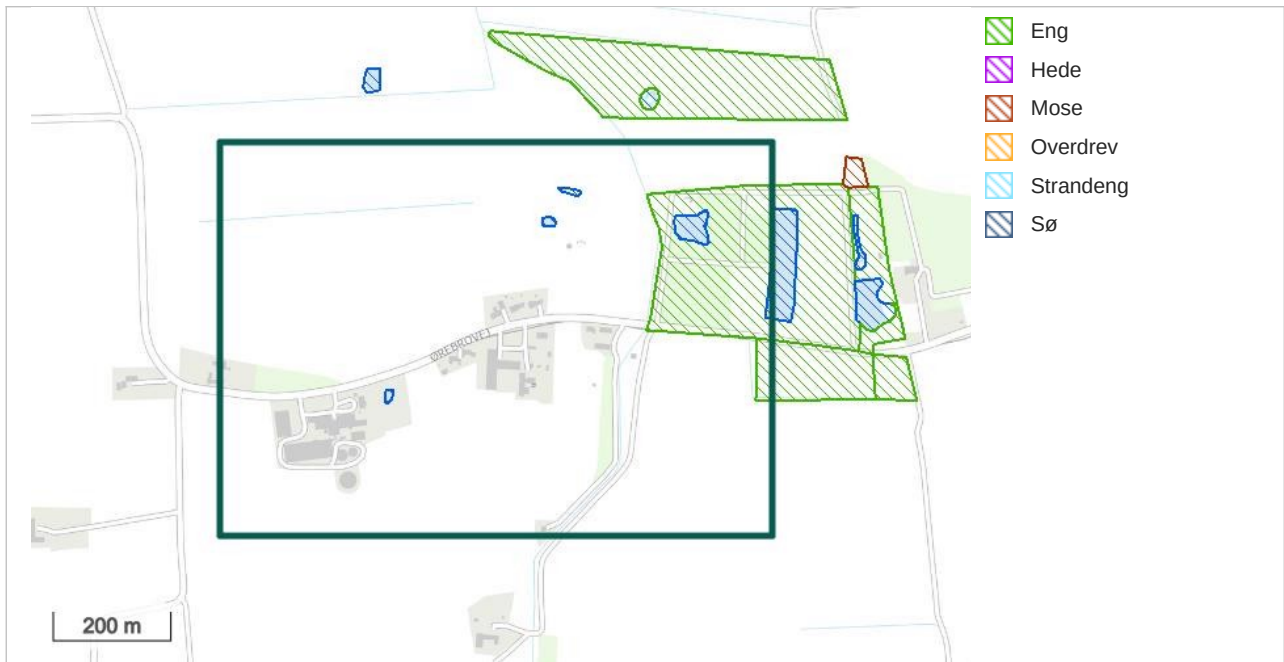 Eng
Hede
Mose
Overdrev
Strandeng
Sø
ØREBROVEJ
200 m